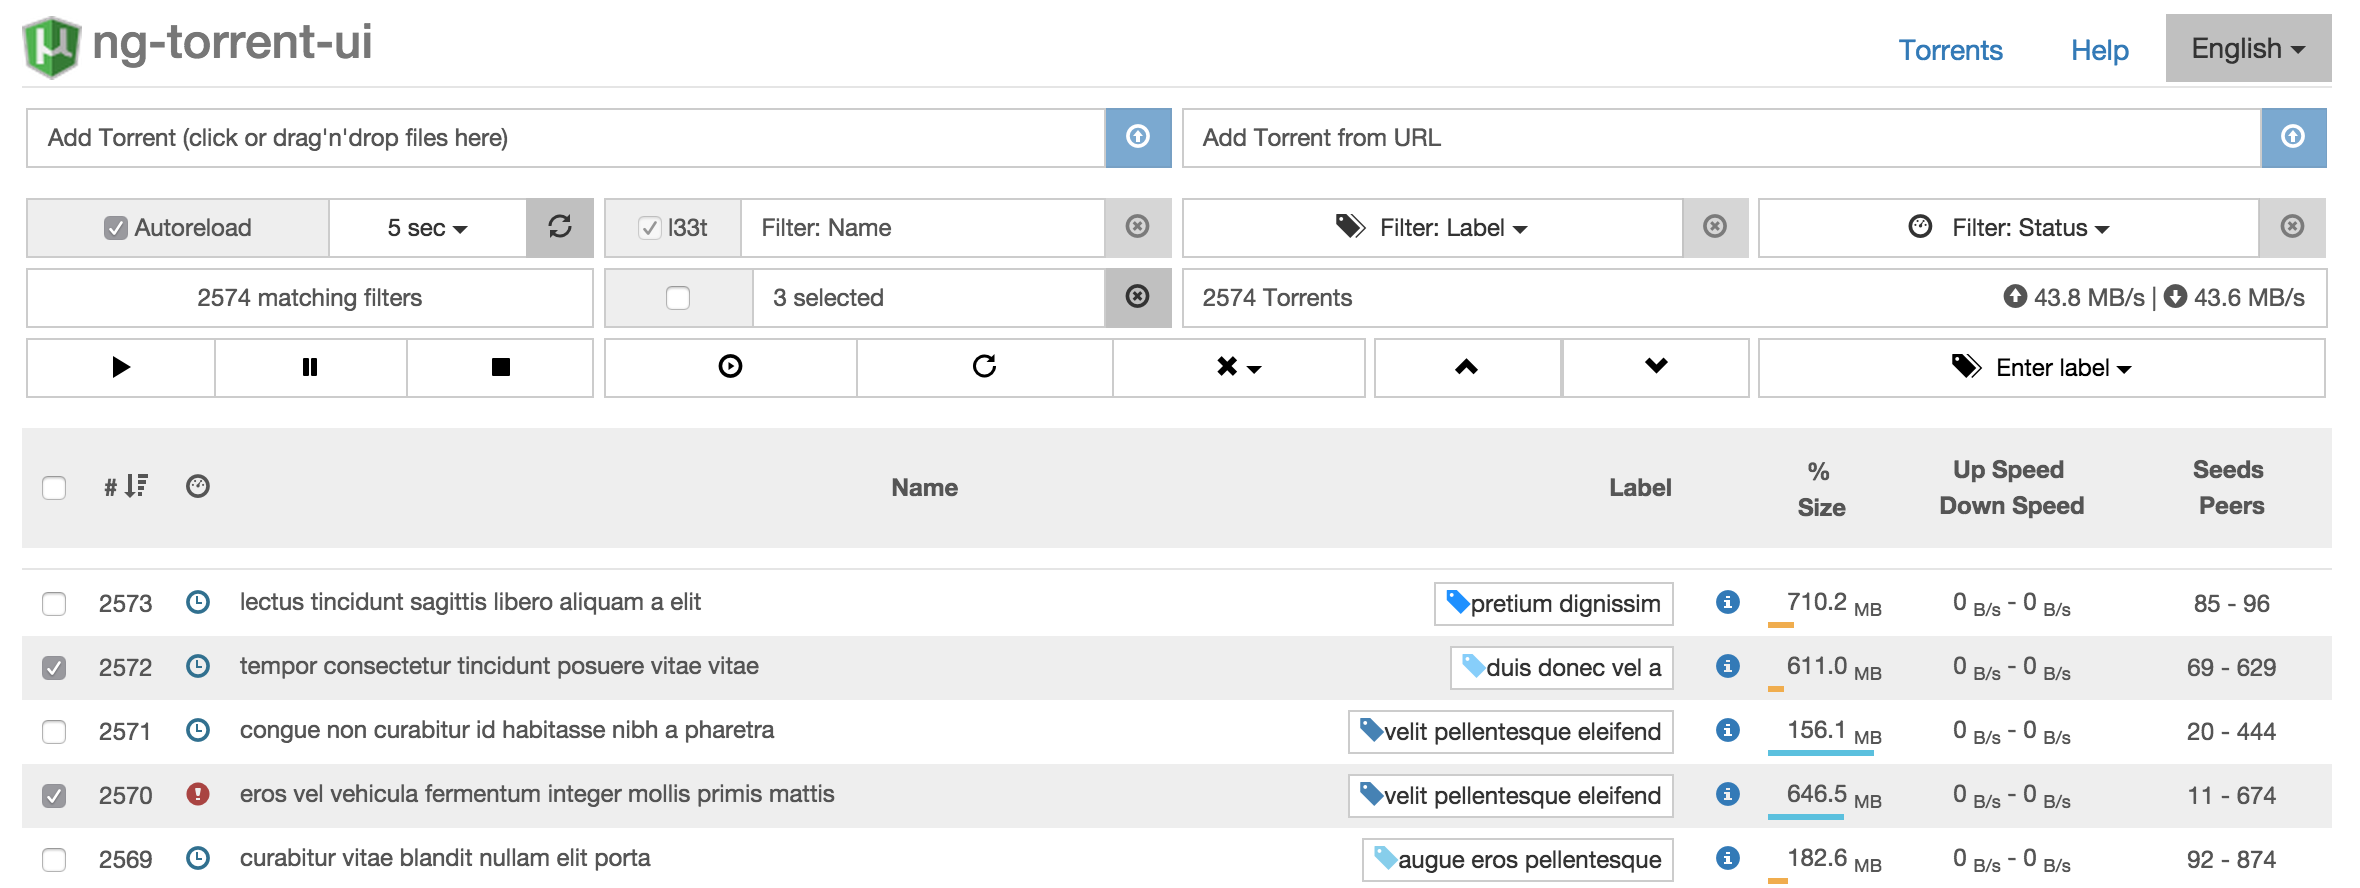 ng-torrent-ui Torrents Help English
Add Torrent (click or drag'n'drop files here) Add Torrent from URL
Autoreload 5 sec l33t Filter: Name Filter: Label Filter: Status
2574 matching filters 3 selected 2574 Torrents 43.8 MB/s | 43.6 MB/s
Enter label
# Name Label % Size Up Speed Down Speed Seeds Peers
2573 lectus tincidunt sagittis libero aliquam a elit pretium dignissim 710.2 MB 0 B/s - 0 B/s 85 - 96
2572 tempor consectetur tincidunt posuere vitae vitae duis donec vel a 611.0 MB 0 B/s - 0 B/s 69 - 629
2571 congue non curabitur id habitasse nibh a pharetra velit pellentesque eleifend 156.1 MB 0 B/s - 0 B/s 20 - 444
2570 eros vel vehicula fermentum integer mollis primis mattis velit pellentesque eleifend 646.5 MB 0 B/s - 0 B/s 11 - 674
2569 curabitur vitae blandit nullam elit porta augue eros pellentesque 182.6 MB 0 B/s - 0 B/s 92 - 874